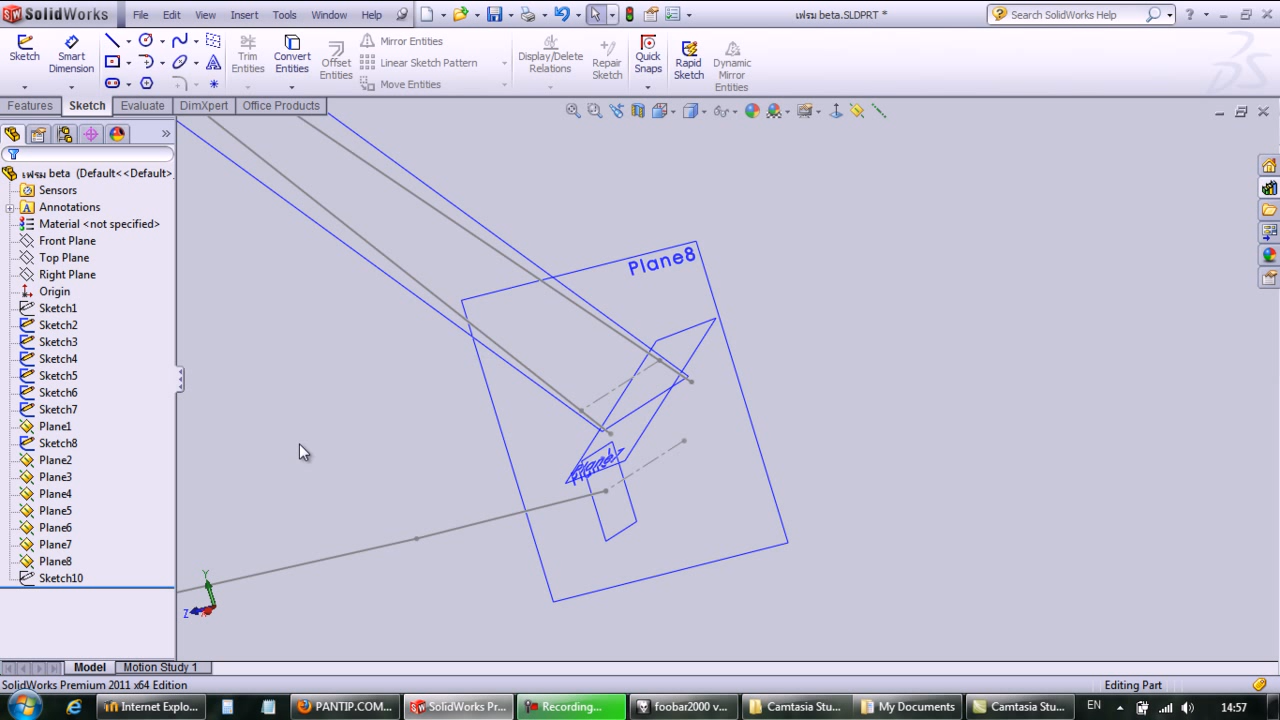 SolidWorks File Edit View Insert Tools Window Help เฟรม beta.SLDPRT * Search SolidWorks Help
Sketch Smart Dimension Trim Entities Convert Entities Offset Entities Mirror Entities Linear Sketch Pattern Move Entities Display/Delete Relations Repair Sketch Quick Snaps Rapid Sketch Dynamic Mirror Entities
Features Sketch Evaluate DimXpert Office Products
เฟรม beta (Default<<Default>
Sensors
Annotations
Material <not specified>
Front Plane
Top Plane
Right Plane
Origin
Sketch1
Sketch2
Sketch3
Sketch4
Sketch5
Sketch6
Sketch7
Plane1
Sketch8
Plane2
Plane3
Plane4
Plane5
Plane6
Plane7
Plane8
Sketch10
Plane8
Y
Z
Model Motion Study 1
SolidWorks Premium 2011 x64 Edition Editing Part
Internet Explo... PANTIP.COM... SolidWorks Pr... Recording... foobar2000 v... Camtasia Stu... My Documents Camtasia Stu... EN 14:57